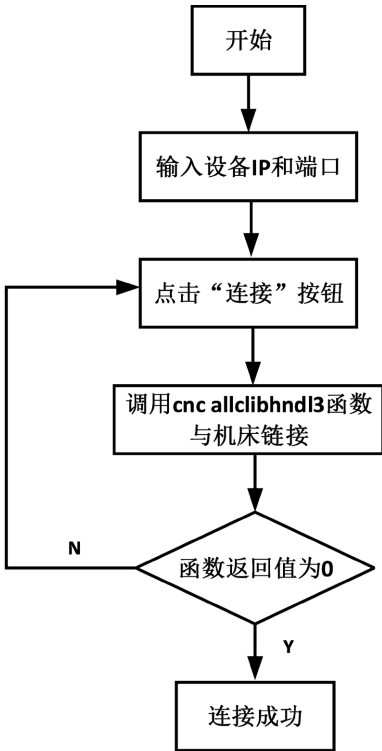 开始
输入设备IP和端口
点击“连接”按钮
调用cnc allclibhndl3函数
与机床链接
函数返回值为0
N
Y
连接成功